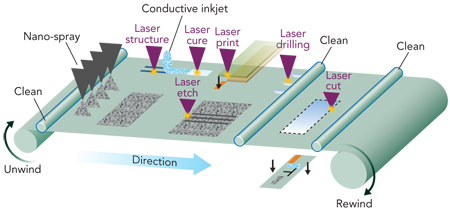 Conductive inkjet
Nano-spray
Laser
structure
Laser
cure
Laser
print
Laser
drilling
Clean
Clean
Laser
etch
Laser
cut
Clean
Unwind
Direction
Rewind